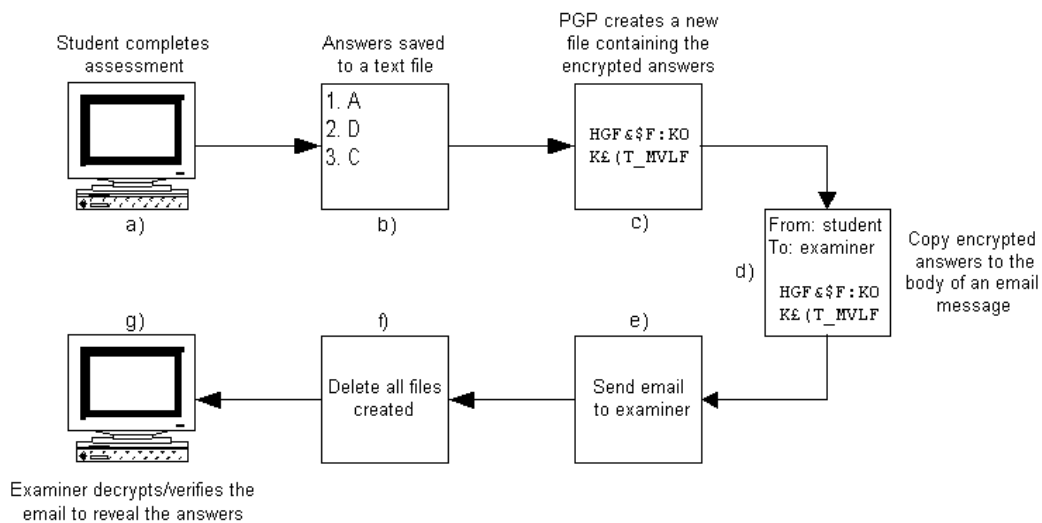 Student completes
assessment
a)
Answers saved
to a text file
1. A
2. D
3. C
b)
PGP creates a new
file containing the
encrypted answers
HGF&$F:KO
K£(T_MVLF
c)
From: student
To: examiner
HGF&$F:KO
K£(T_MVLF
d)
Copy encrypted
answers to the
body of an email
message
e)
Send email
to examiner
f)
Delete all files
created
g)
Examiner decrypts/verifies the
email to reveal the answers